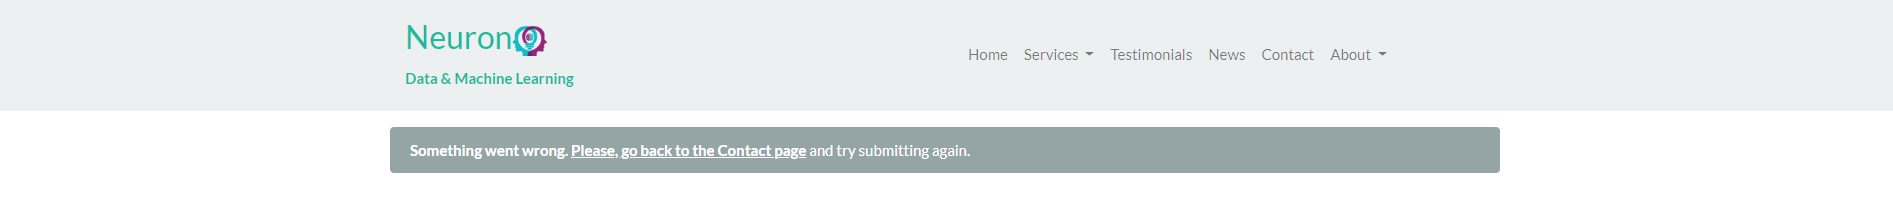 Neuron
Data & Machine Learning
Home Services Testimonials News Contact About
Something went wrong. Please, go back to the Contact page and try submitting again.